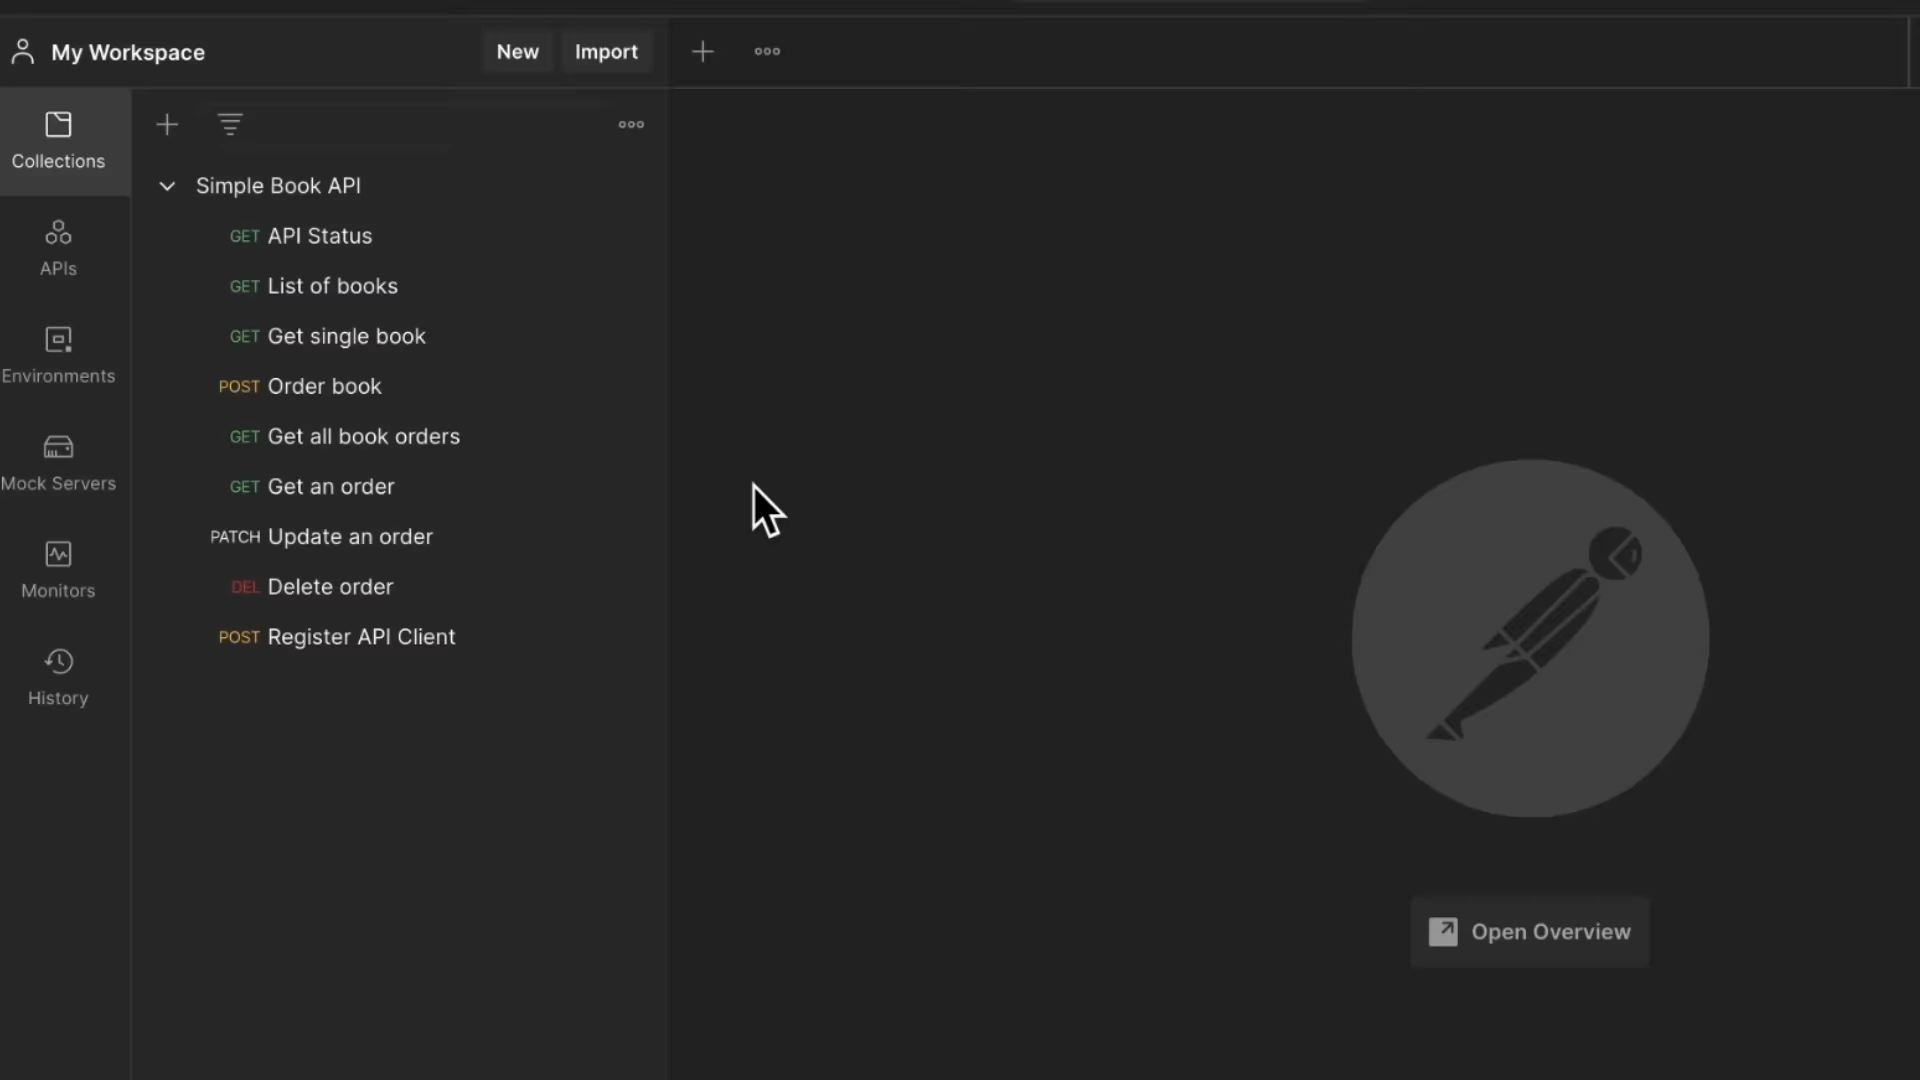 My Workspace
New
Import
Collections
APIs
Environments
Mock Servers
Monitors
History
Simple Book API
GET API Status
GET List of books
GET Get single book
POST Order book
GET Get all book orders
GET Get an order
PATCH Update an order
DEL Delete order
POST Register API Client
Open Overview